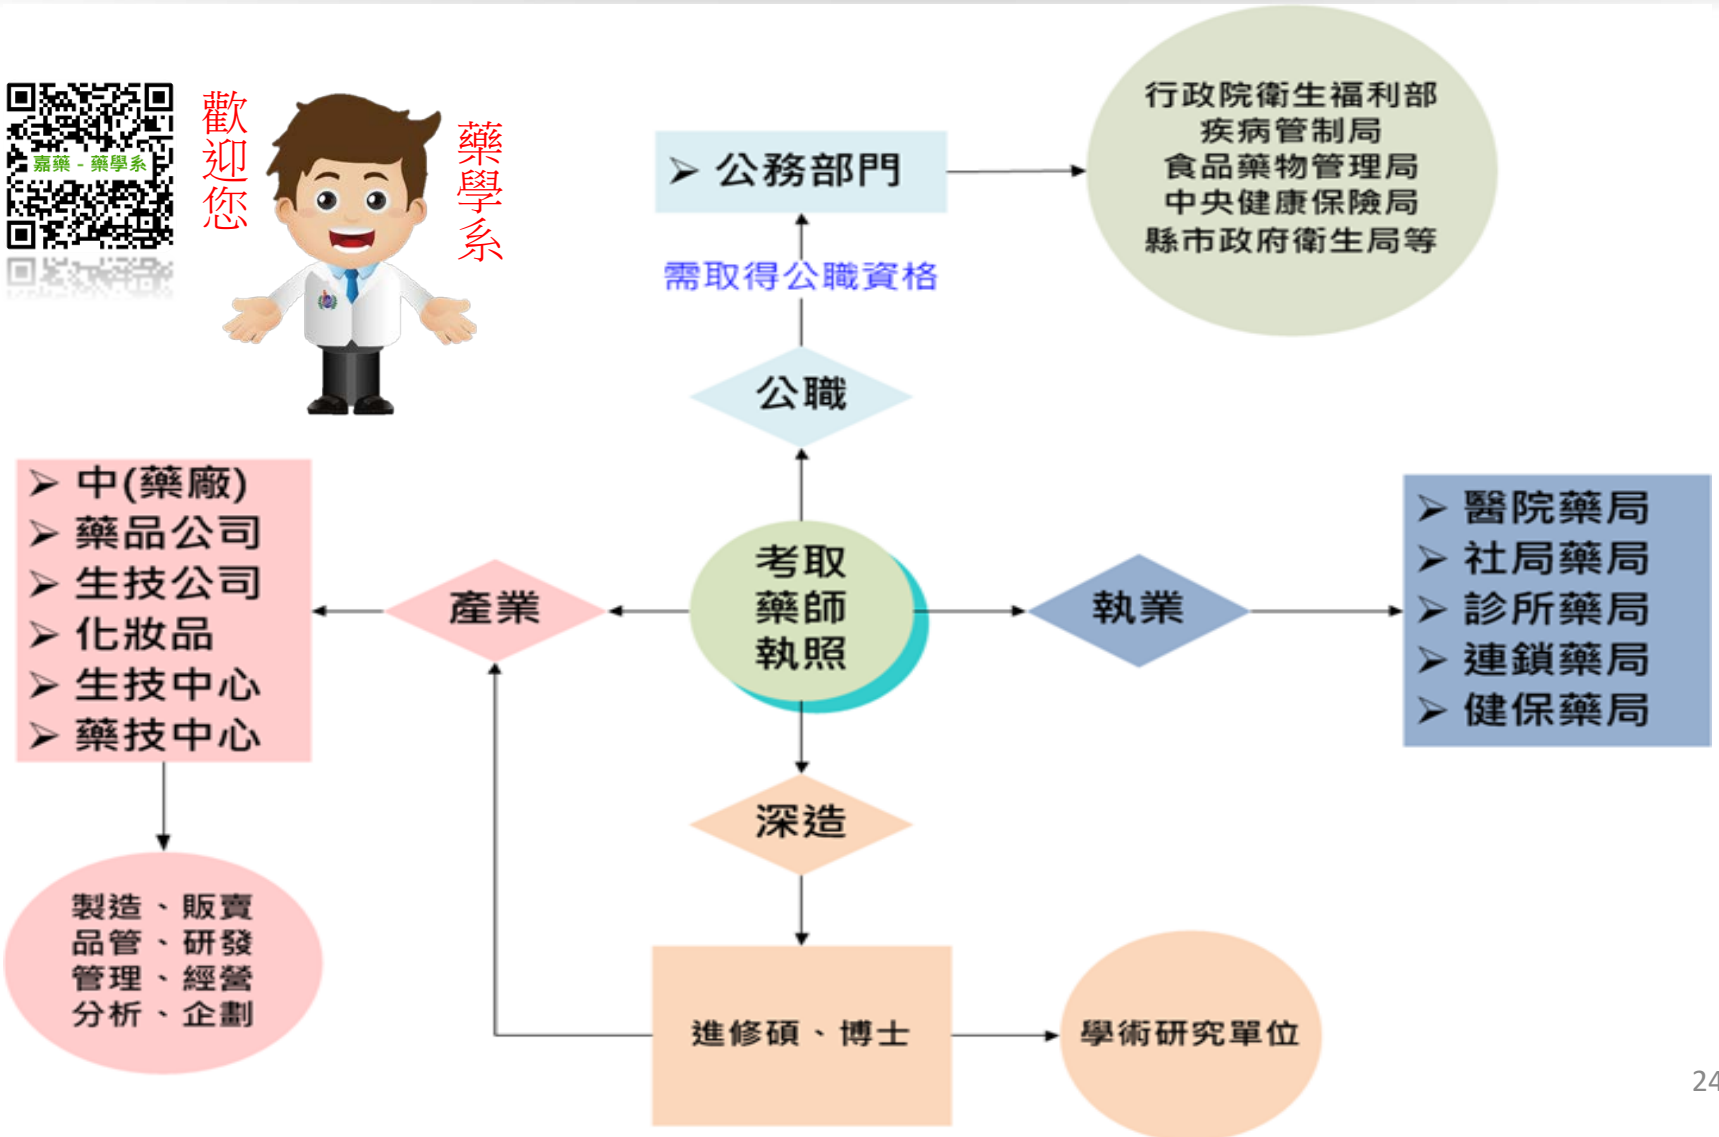 嘉藥 - 藥學系
歡迎您
藥學系
➢ 公務部門
行政院衛生福利部
疾病管制局
食品藥物管理局
中央健康保險局
縣市政府衛生局等
需取得公職資格
公職
➢ 中(藥廠)
➢ 藥品公司
➢ 生技公司
➢ 化妝品
➢ 生技中心
➢ 藥技中心
產業
考取
藥師
執照
執業
➢ 醫院藥局
➢ 社局藥局
➢ 診所藥局
➢ 連鎖藥局
➢ 健保藥局
深造
製造、販賣
品管、研發
管理、經營
分析、企劃
進修碩、博士
學術研究單位
24